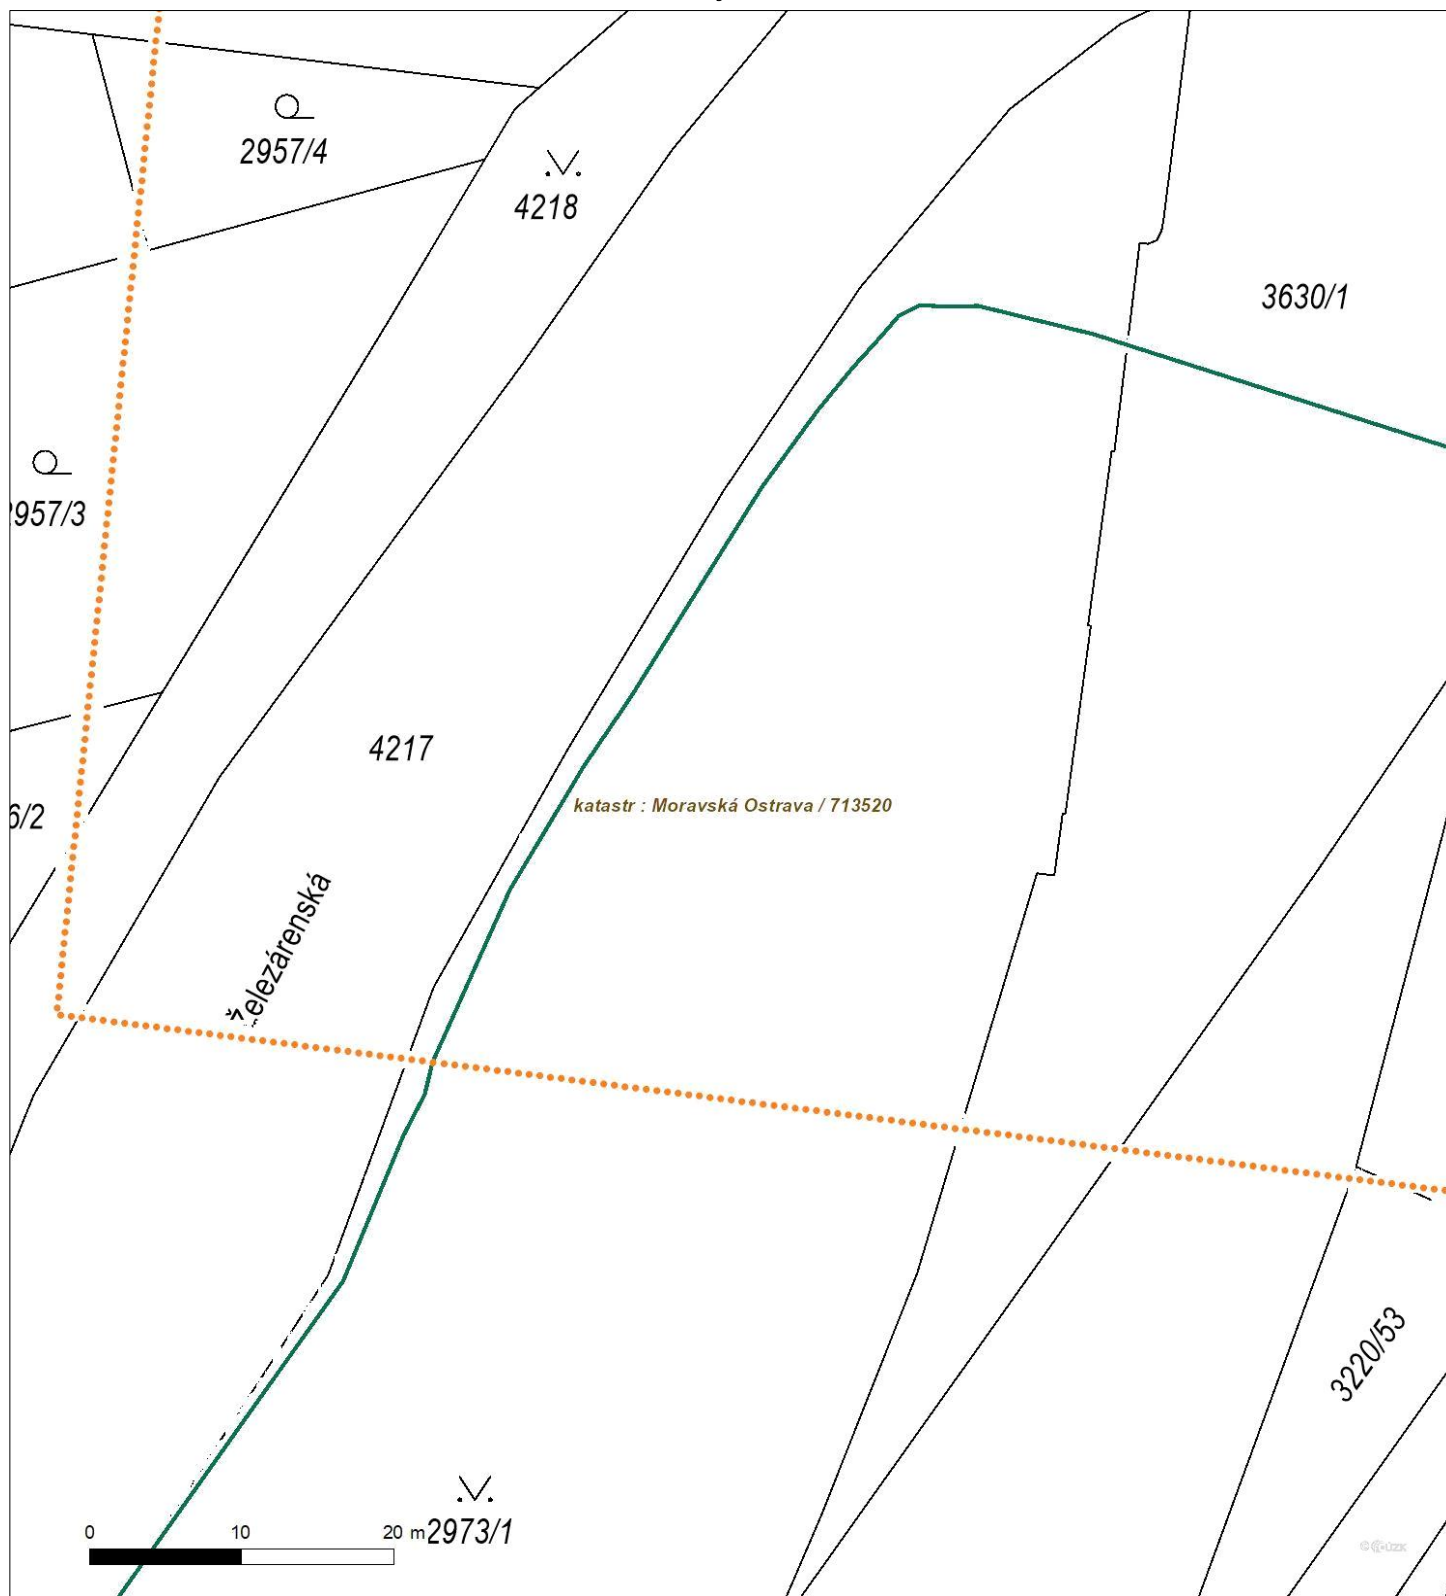 2957/4
4218
3630/1
2957/3
4217
katastr : Moravská Ostrava / 713520
6/2
Železárenská
3220/53
0 10 20 m
2973/1
© ČÚZK